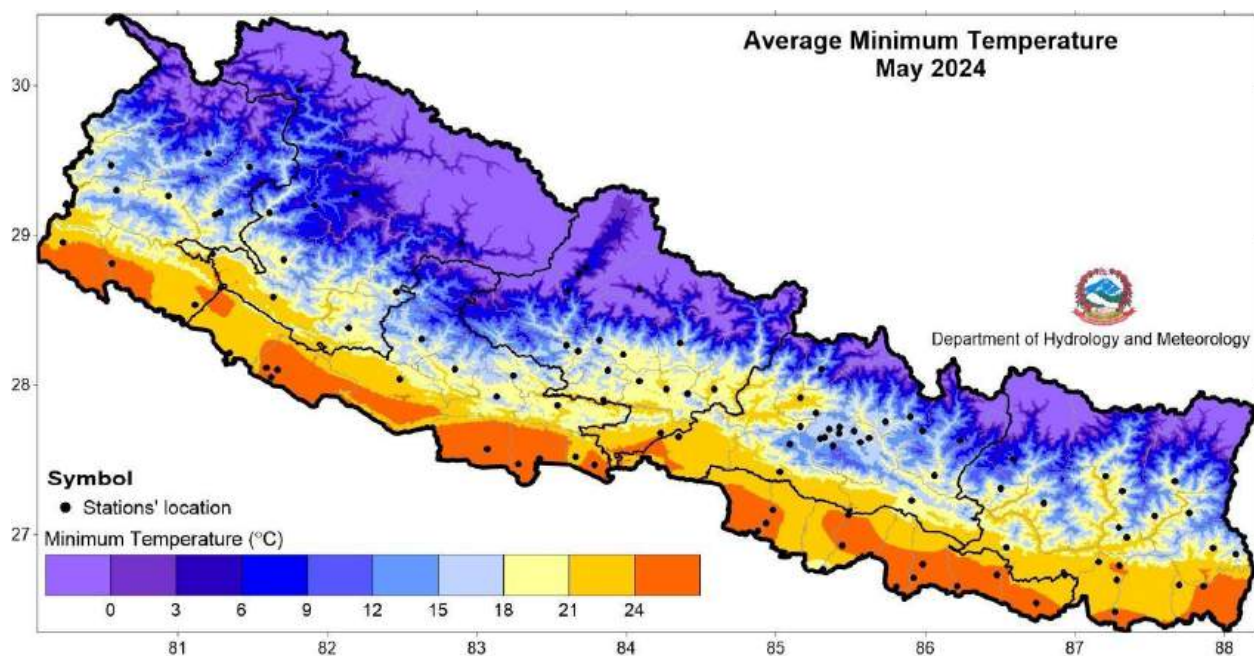 Average Minimum Temperature
May 2024
30
29
28
27
Department of Hydrology and Meteorology
Symbol
Stations' location
Minimum Temperature (°C)
0 3 6 9 12 15 18 21 24
81 82 83 84 85 86 87 88